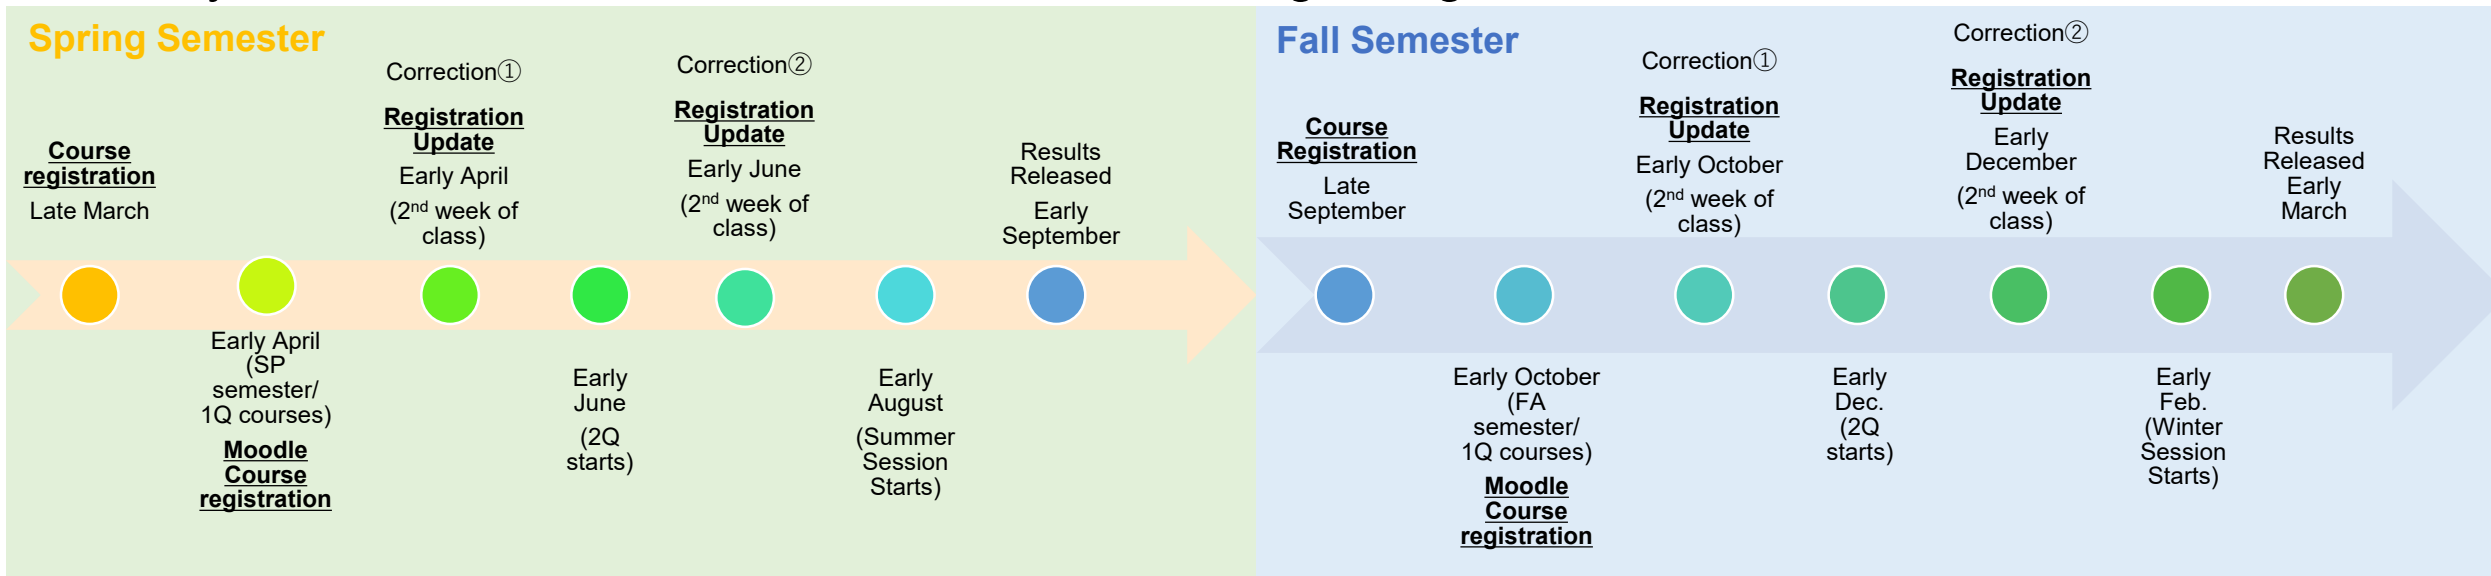 Spring Semester
Course
registration
Late March
Early April
(SP
semester/
1Q courses)
Moodle
Course
registration
Correction①
Registration
Update
Early April
(2nd week of
class)
Early
June
(2Q
starts)
Correction②
Registration
Update
Early June
(2nd week of
class)
Early
August
(Summer
Session
Starts)
Results
Released
Early
September
Fall Semester
Course
Registration
Late
September
Early October
(FA
semester/
1Q courses)
Moodle
Course
registration
Correction①
Registration
Update
Early October
(2nd week of
class)
Early
Dec.
(2Q
starts)
Correction②
Registration
Update
Early
December
(2nd week of
class)
Early
Feb.
(Winter
Session
Starts)
Results
Released
Early
March